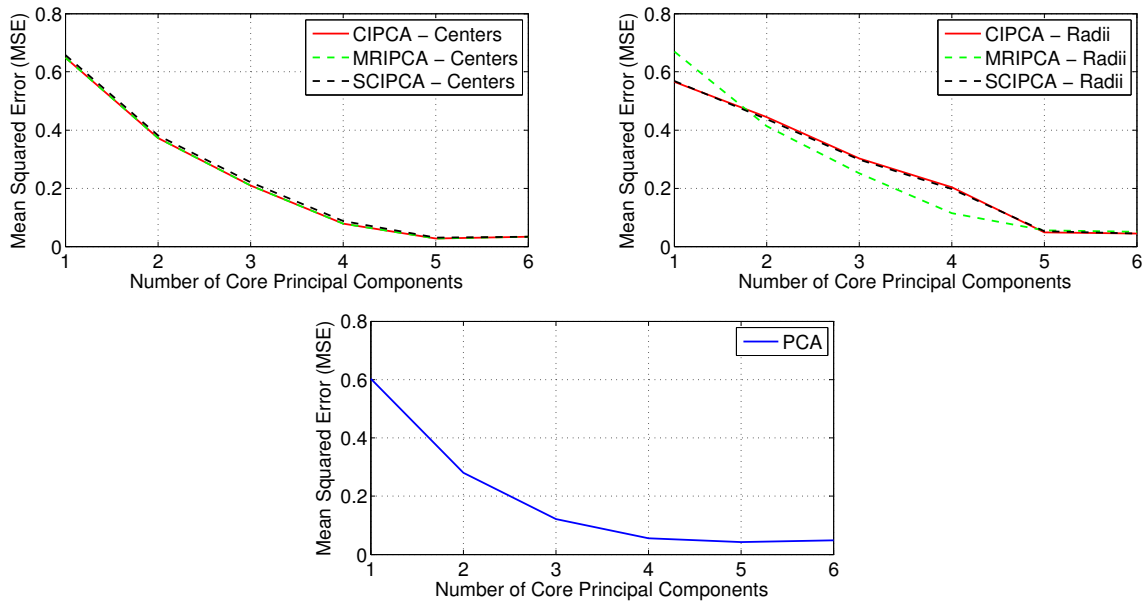 0.8
0.6
0.4
0.2
0
Mean Squared Error (MSE)
1 2 3 4 5 6
Number of Core Principal Components
CIPCA − Centers
MRIPCA − Centers
SCIPCA − Centers
0.8
0.6
0.4
0.2
0
Mean Squared Error (MSE)
1 2 3 4 5 6
Number of Core Principal Components
CIPCA − Radii
MRIPCA − Radii
SCIPCA − Radii
0.8
0.6
0.4
0.2
0
Mean Squared Error (MSE)
1 2 3 4 5 6
Number of Core Principal Components
PCA